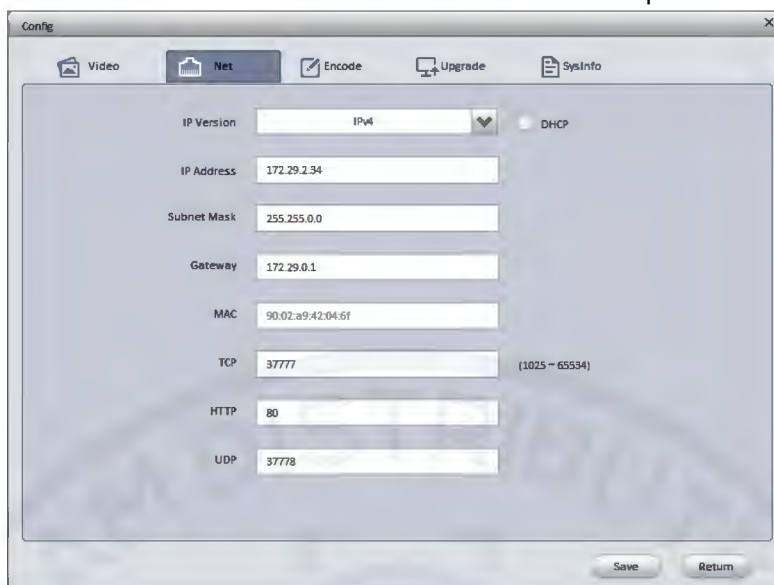 Config
Video Net Encode Upgrade SysInfo
IP Version IPv4 DHCP
IP Address 172.29.2.34
Subnet Mask 255.255.0.0
Gateway 172.29.0.1
MAC 90:02:a9:42:04:6f
TCP 37777 (1025 ~ 65534)
HTTP 80
UDP 37778
Save Return